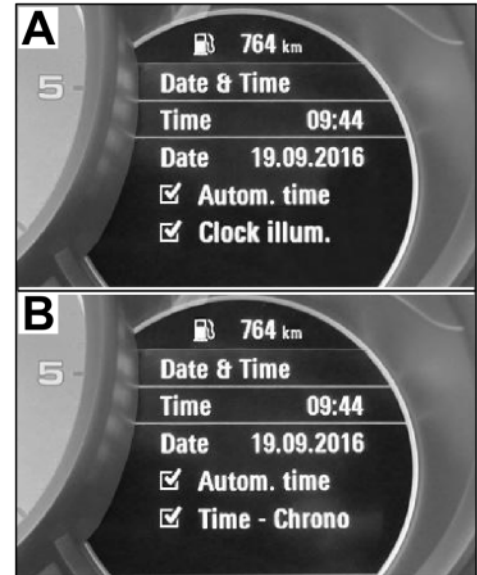 A
764 km
5
Date & Time
Time 09:44
Date 19.09.2016
Autom. time
Clock illum.
B
764 km
5
Date & Time
Time 09:44
Date 19.09.2016
Autom. time
Time - Chrono